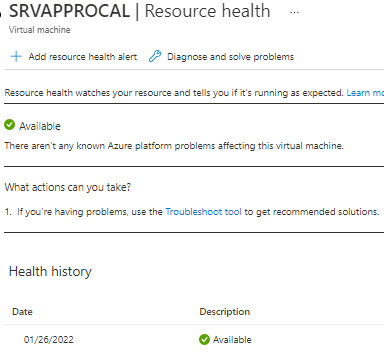 SRVAPPROCAL | Resource health ...
Virtual machine
Add resource health alert Diagnose and solve problems
Resource health watches your resource and tells you if it's running as expected. Learn mo
Available
There aren't any known Azure platform problems affecting this virtual machine.
What actions can you take?
1. If you're having problems, use the Troubleshoot tool to get recommended solutions.
Health history
Date Description
01/26/2022 Available